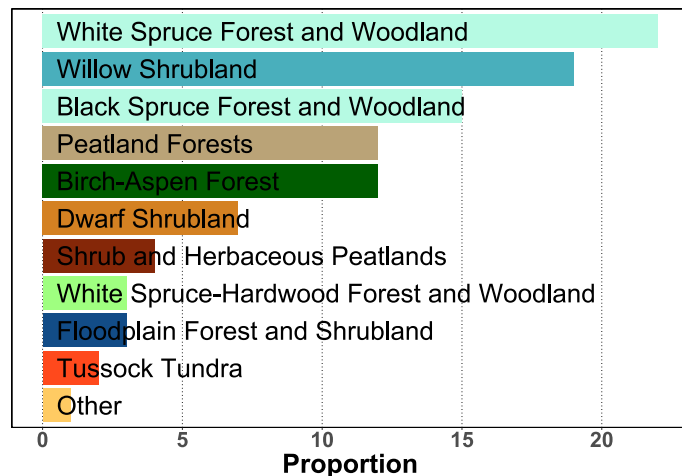 White Spruce Forest and Woodland
Willow Shrubland
Black Spruce Forest and Woodland
Peatland Forests
Birch-Aspen Forest
Dwarf Shrubland
Shrub and Herbaceous Peatlands
White Spruce-Hardwood Forest and Woodland
Floodplain Forest and Shrubland
Tussock Tundra
Other
0 5 10 15 20
Proportion